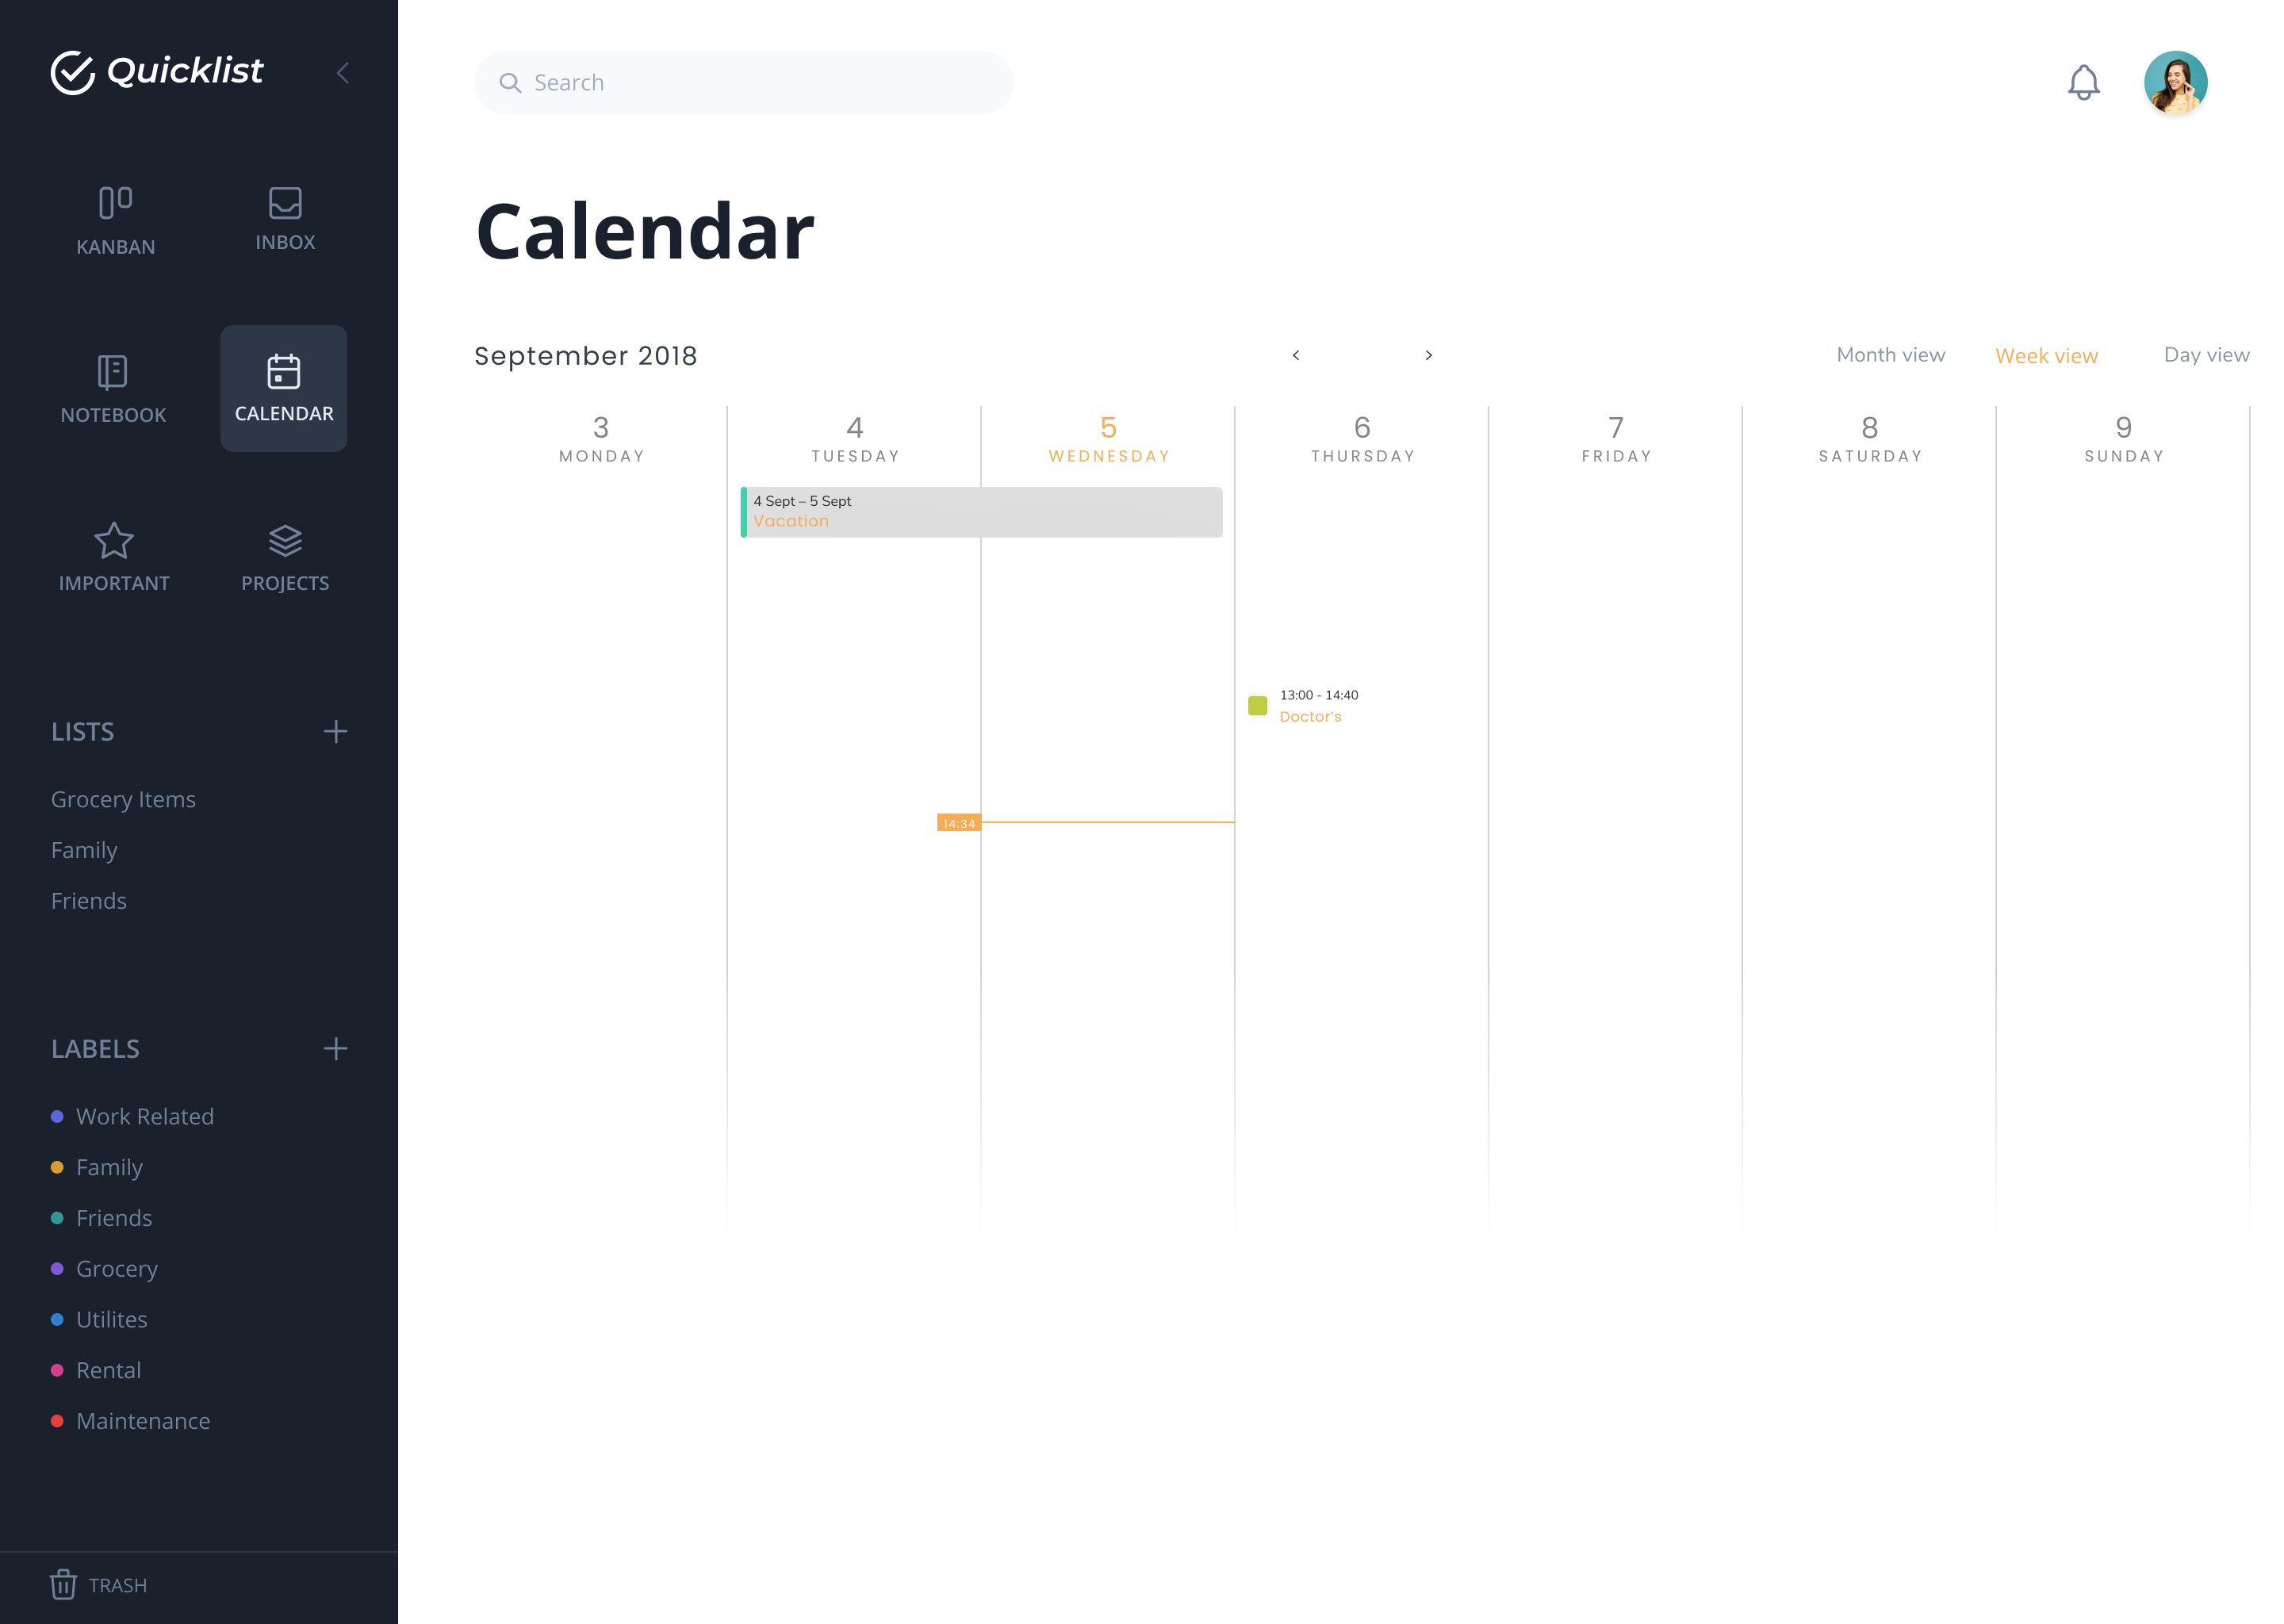 Quicklist
KANBAN
INBOX
NOTEBOOK
CALENDAR
IMPORTANT
PROJECTS
LISTS
Grocery Items
Family
Friends
LABELS
Work Related
Family
Friends
Grocery
Utilites
Rental
Maintenance
TRASH
Search
Calendar
September 2018
< >
Month view
Week view
Day view
3
MONDAY
4
TUESDAY
5
WEDNESDAY
6
THURSDAY
7
FRIDAY
8
SATURDAY
9
SUNDAY
4 Sept – 5 Sept
Vacation
13:00 - 14:40
Doctor's
14:34